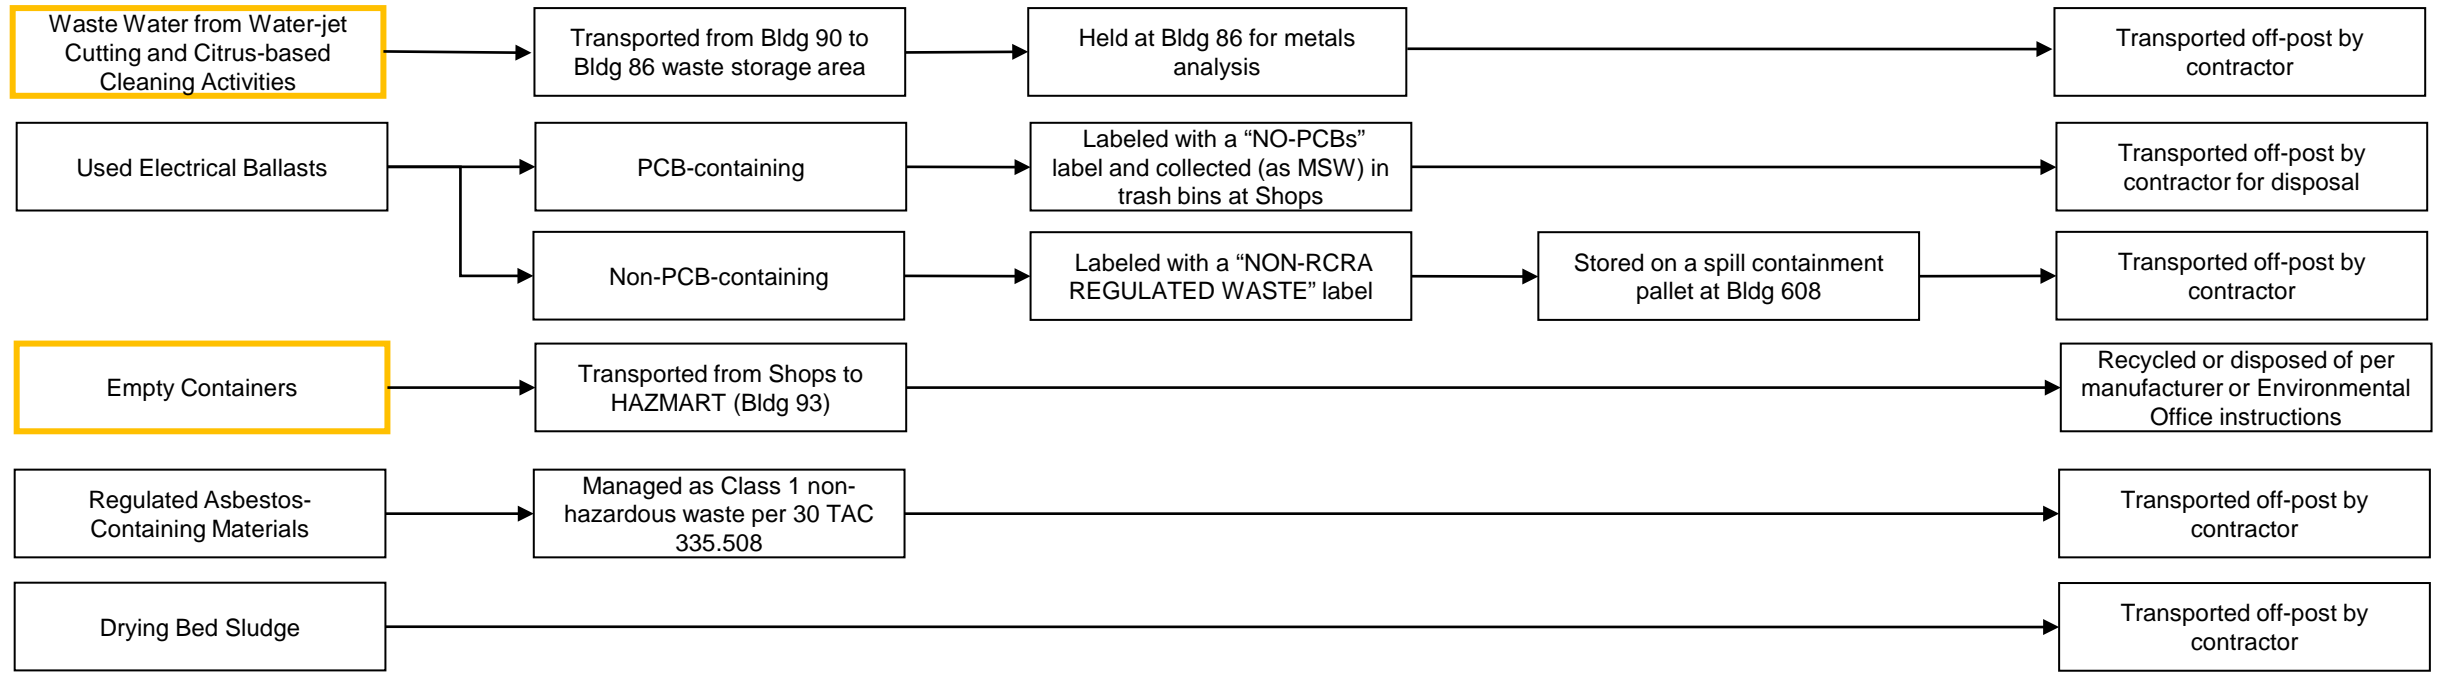 Waste Water from Water-jet
Cutting and Citrus-based
Cleaning Activities
Transported from Bldg 90 to
Bldg 86 waste storage area
Held at Bldg 86 for metals
analysis
Transported off-post by
contractor
Used Electrical Ballasts
PCB-containing
Labeled with a “NO-PCBs”
label and collected (as MSW) in
trash bins at Shops
Transported off-post by
contractor for disposal
Non-PCB-containing
Labeled with a “NON-RCRA
REGULATED WASTE” label
Stored on a spill containment
pallet at Bldg 608
Transported off-post by
contractor
Empty Containers
Transported from Shops to
HAZMART (Bldg 93)
Recycled or disposed of per
manufacturer or Environmental
Office instructions
Regulated Asbestos-
Containing Materials
Managed as Class 1 non-
hazardous waste per 30 TAC
335.508
Transported off-post by
contractor
Drying Bed Sludge
Transported off-post by
contractor